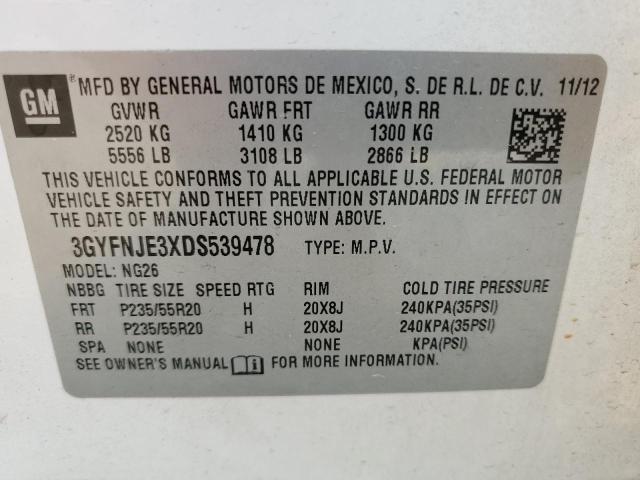 GM
MFD BY GENERAL MOTORS DE MEXICO, S. DE R.L. DE C.V. 11/12
GVWR GAWR FRT GAWR RR
2520 KG 1410 KG 1300 KG
5556 LB 3108 LB 2866 LB
THIS VEHICLE CONFORMS TO ALL APPLICABLE U.S. FEDERAL MOTOR
VEHICLE SAFETY AND THEFT PREVENTION STANDARDS IN EFFECT ON
THE DATE OF MANUFACTURE SHOWN ABOVE.
3GYFNJE3XDS539478 TYPE: M.P.V.
MODEL: NG26
NBBG TIRE SIZE SPEED RTG RIM COLD TIRE PRESSURE
FRT P235/55R20 H 20X8J 240KPA(35PSI)
RR P235/55R20 H 20X8J 240KPA(35PSI)
SPA NONE NONE KPA(PSI)
SEE OWNER'S MANUAL i FOR MORE INFORMATION.